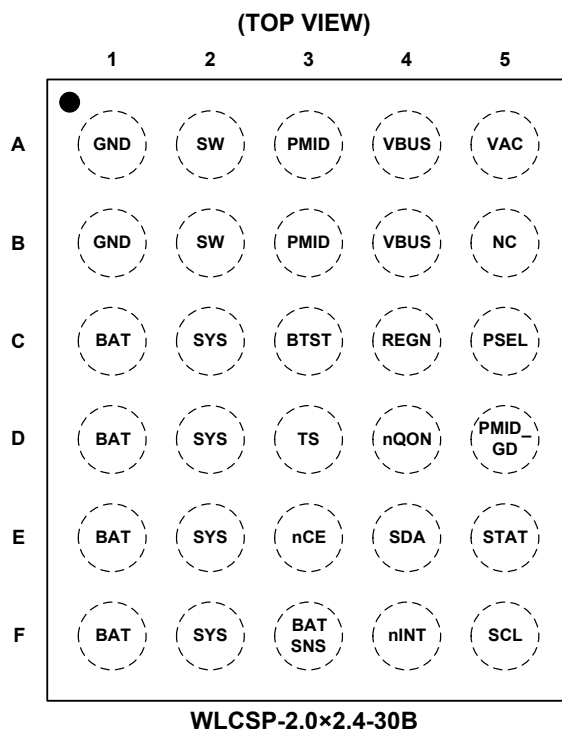 (TOP VIEW)
1 2 3 4 5
A GND SW PMID VBUS VAC
B GND SW PMID VBUS NC
C BAT SYS BTST REGN PSEL
D BAT SYS TS nQON PMID_
GD
E BAT SYS nCE SDA STAT
F BAT SYS BAT
SNS nINT SCL
WLCSP-2.0×2.4-30B